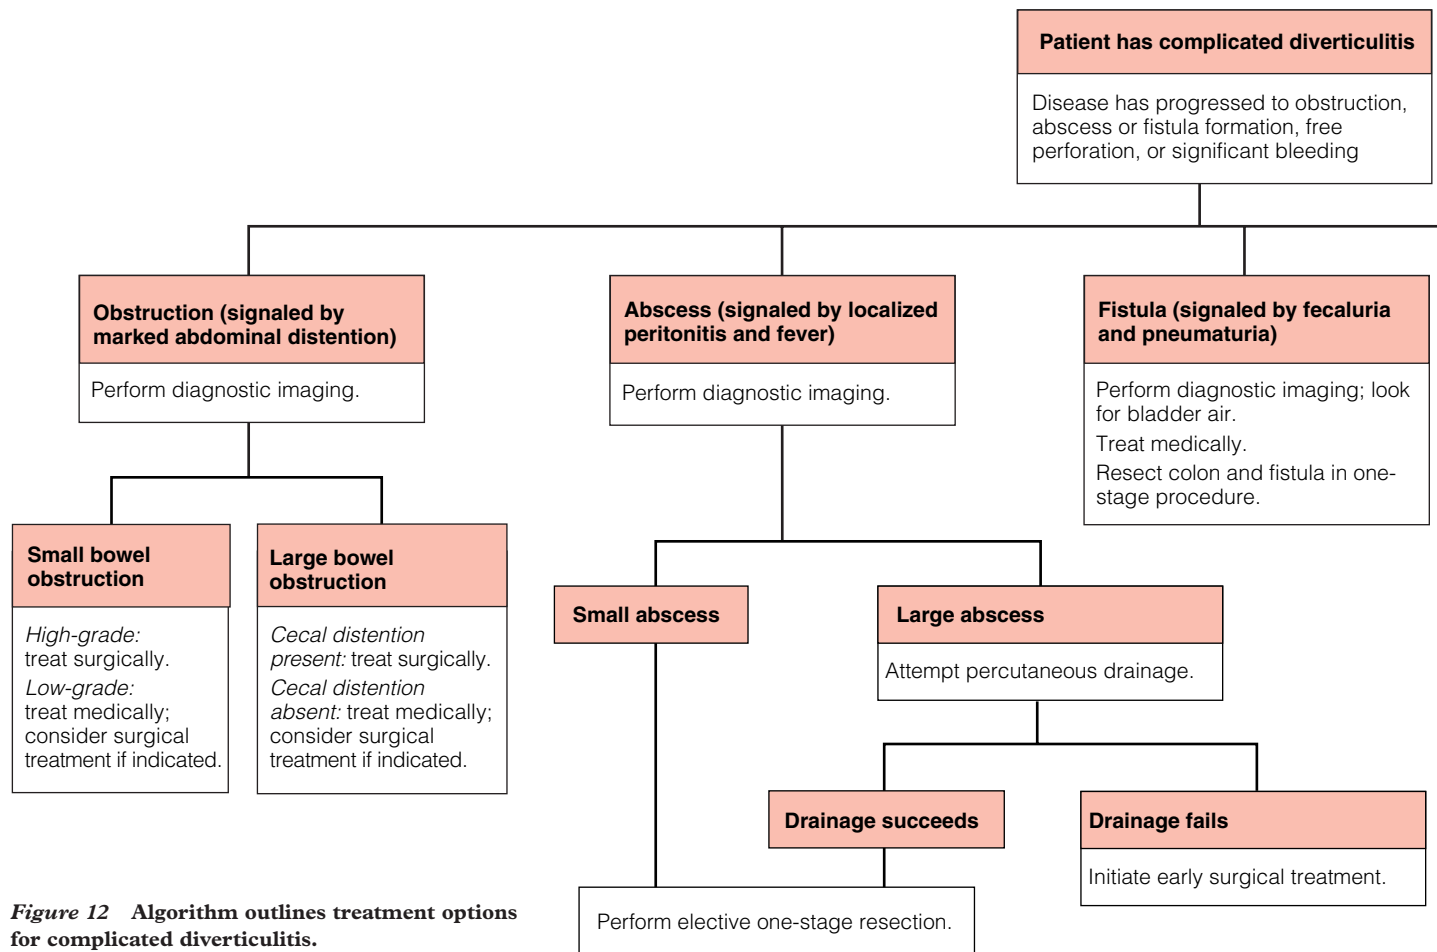 Patient has complicated diverticulitis
Disease has progressed to obstruction,
abscess or fistula formation, free
perforation, or significant bleeding
Obstruction (signaled by
marked abdominal distention)
Perform diagnostic imaging.
Abscess (signaled by localized
peritonitis and fever)
Perform diagnostic imaging.
Fistula (signaled by fecaluria
and pneumaturia)
Perform diagnostic imaging; look
for bladder air.
Treat medically.
Resect colon and fistula in one-
stage procedure.
Small bowel
obstruction
High-grade:
treat surgically.
Low-grade:
treat medically;
consider surgical
treatment if indicated.
Large bowel
obstruction
Cecal distention
present: treat surgically.
Cecal distention
absent: treat medically;
consider surgical
treatment if indicated.
Small abscess
Large abscess
Attempt percutaneous drainage.
Drainage succeeds
Drainage fails
Initiate early surgical treatment.
Perform elective one-stage resection.
Figure 12 Algorithm outlines treatment options
for complicated diverticulitis.